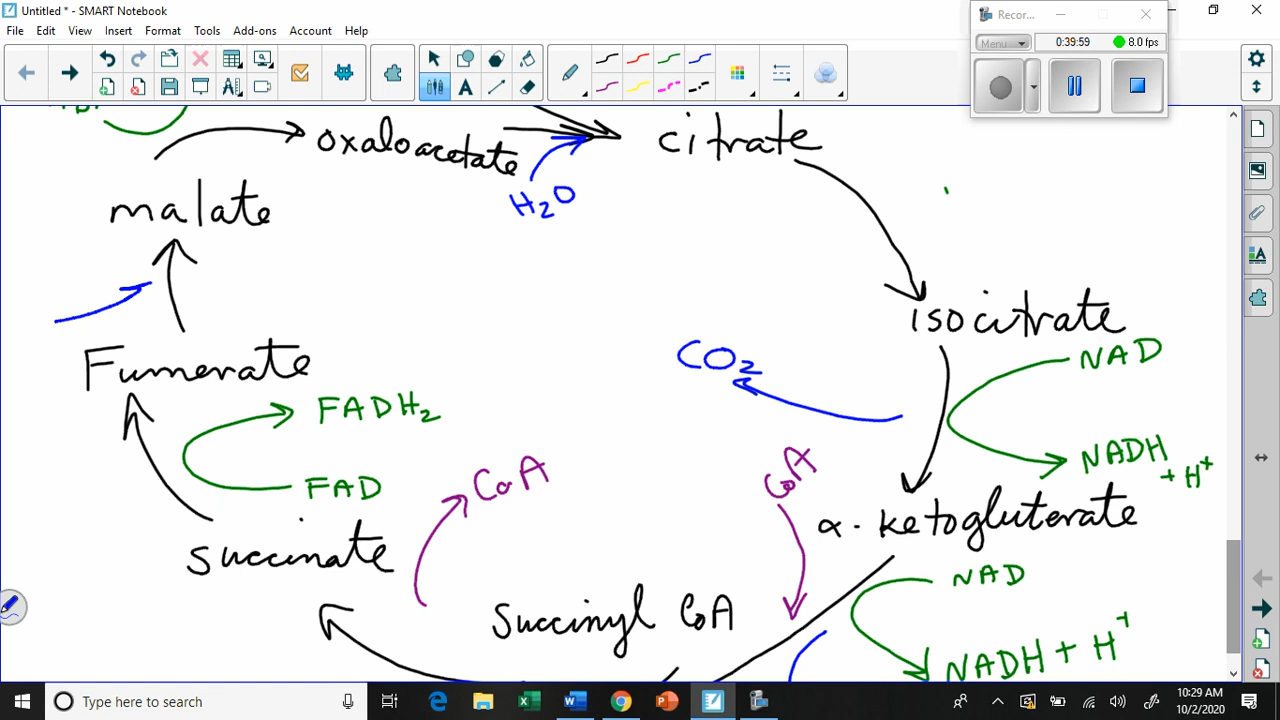 Untitled * - SMART Notebook
File Edit View Insert Format Tools Add-ons Account Help
Recor...
Menu
0:39:59
8.0 fps
oxaloacetate
citrate
H2O
malate
isocitrate
NAD
CO2
Fumerate
FADH2
NADH
+ H+
CoA
CoA
FAD
α-ketogluterate
succinate
NAD
Succinyl CoA
NADH + H+
Type here to search
10:29 AM
10/2/2020